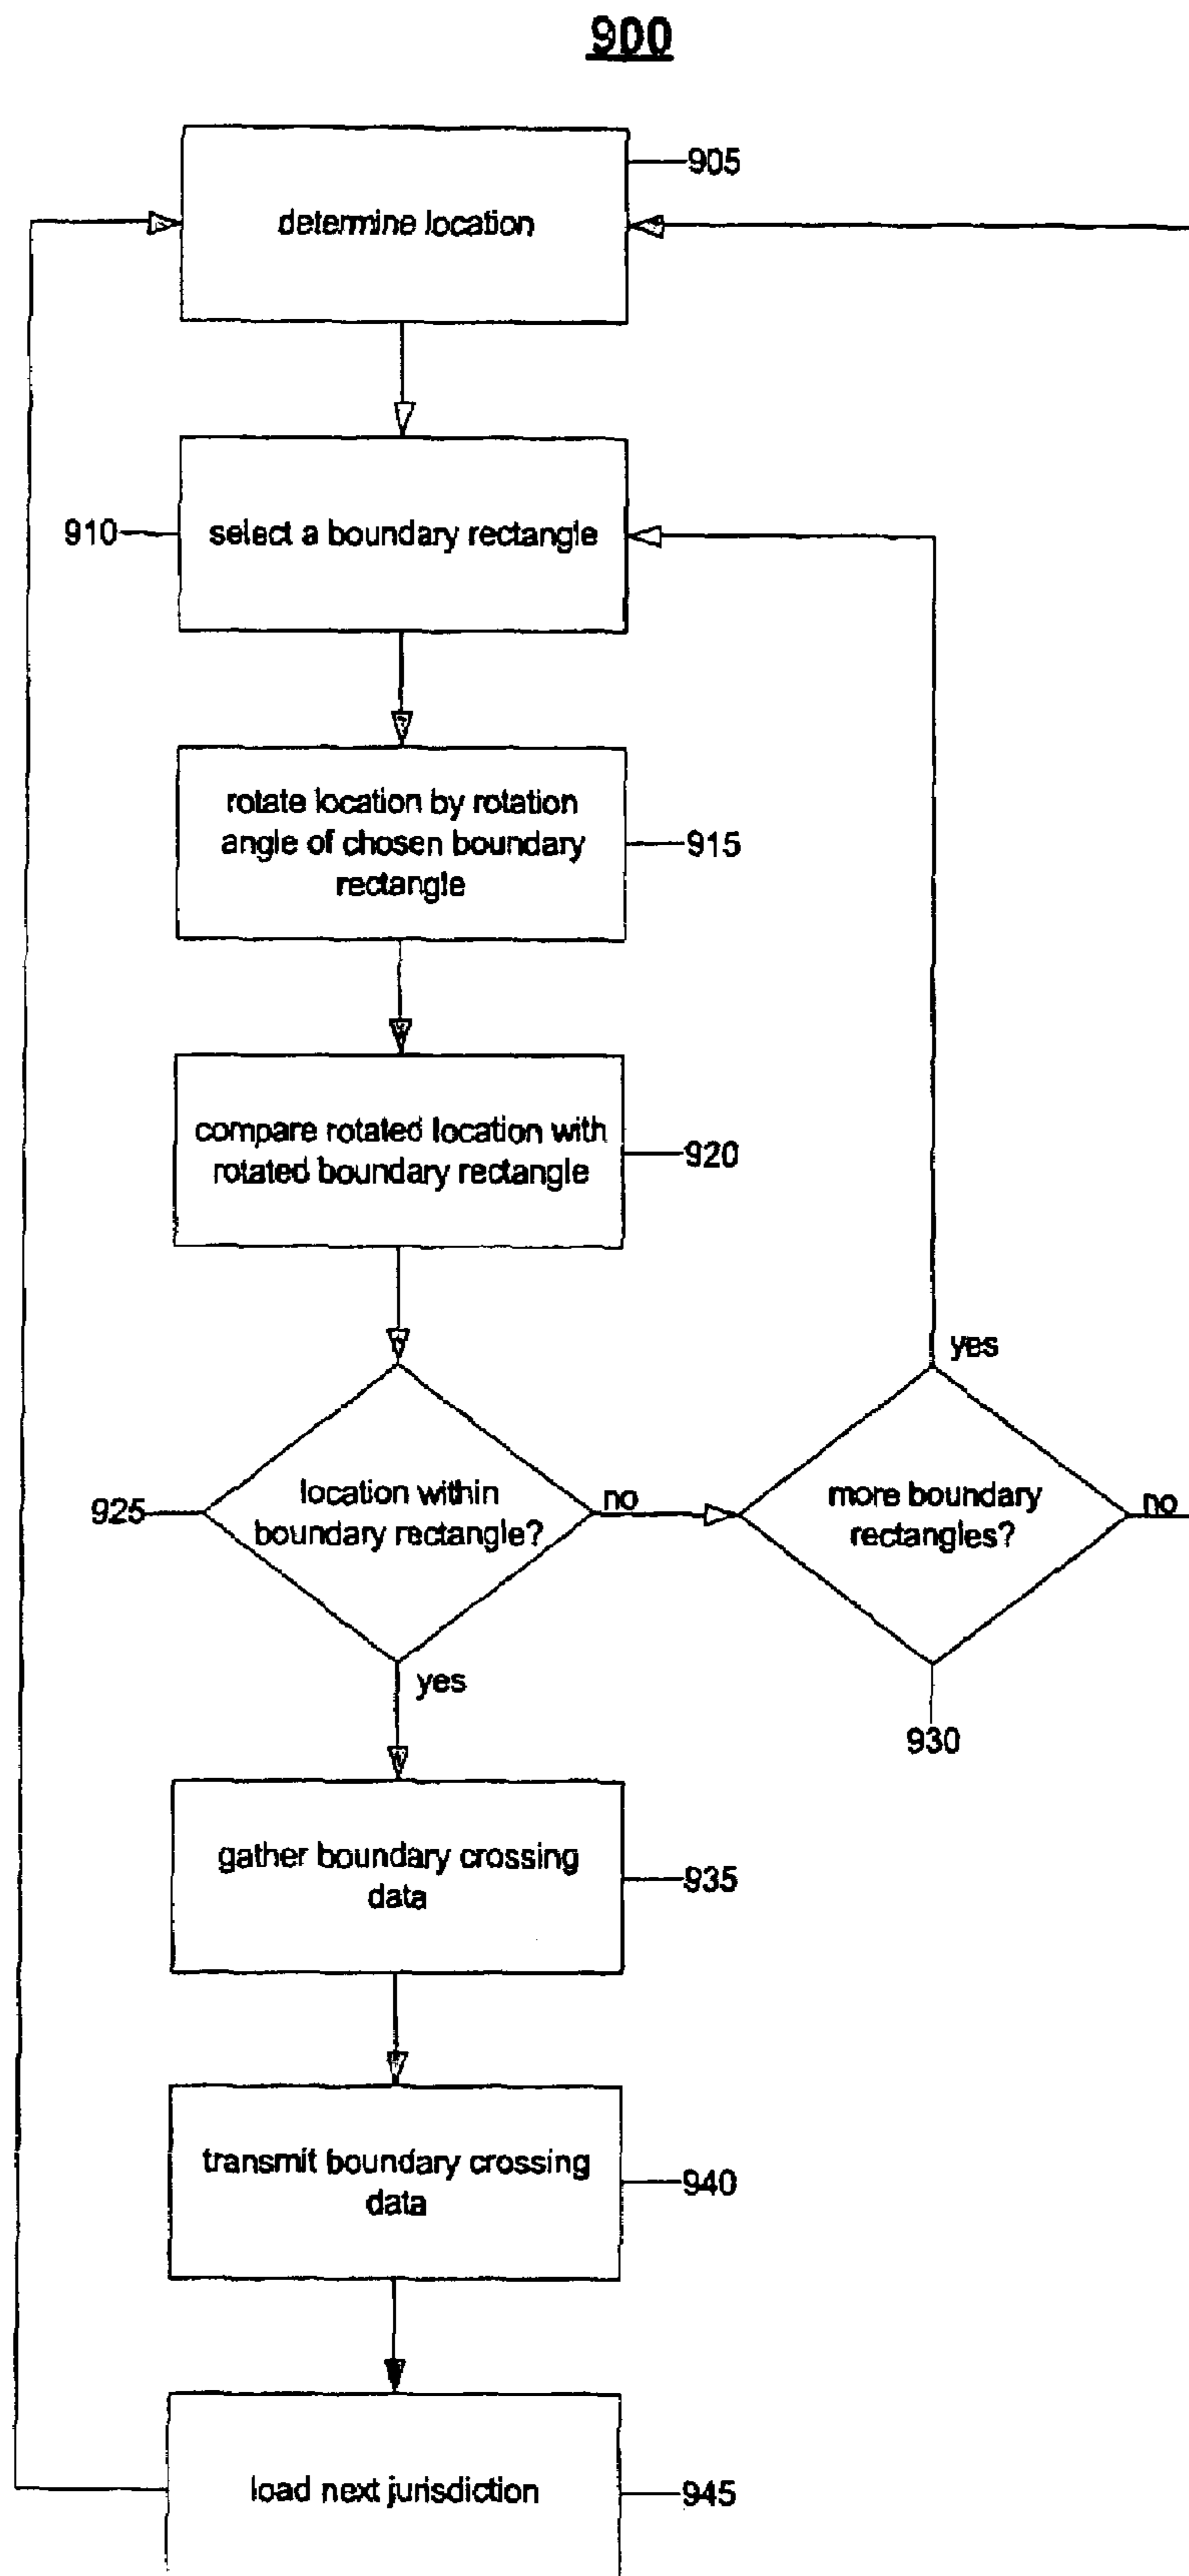 900
905
determine location
910
select a boundary rectangle
rotate location by rotation
angle of chosen boundary
rectangle
915
compare rotated location with
rotated boundary rectangle
920
yes
925
location within
boundary rectangle?
no
more boundary
rectangles?
no
yes
930
gather boundary crossing
data
935
transmit boundary crossing
data
940
load next jurisdiction
945